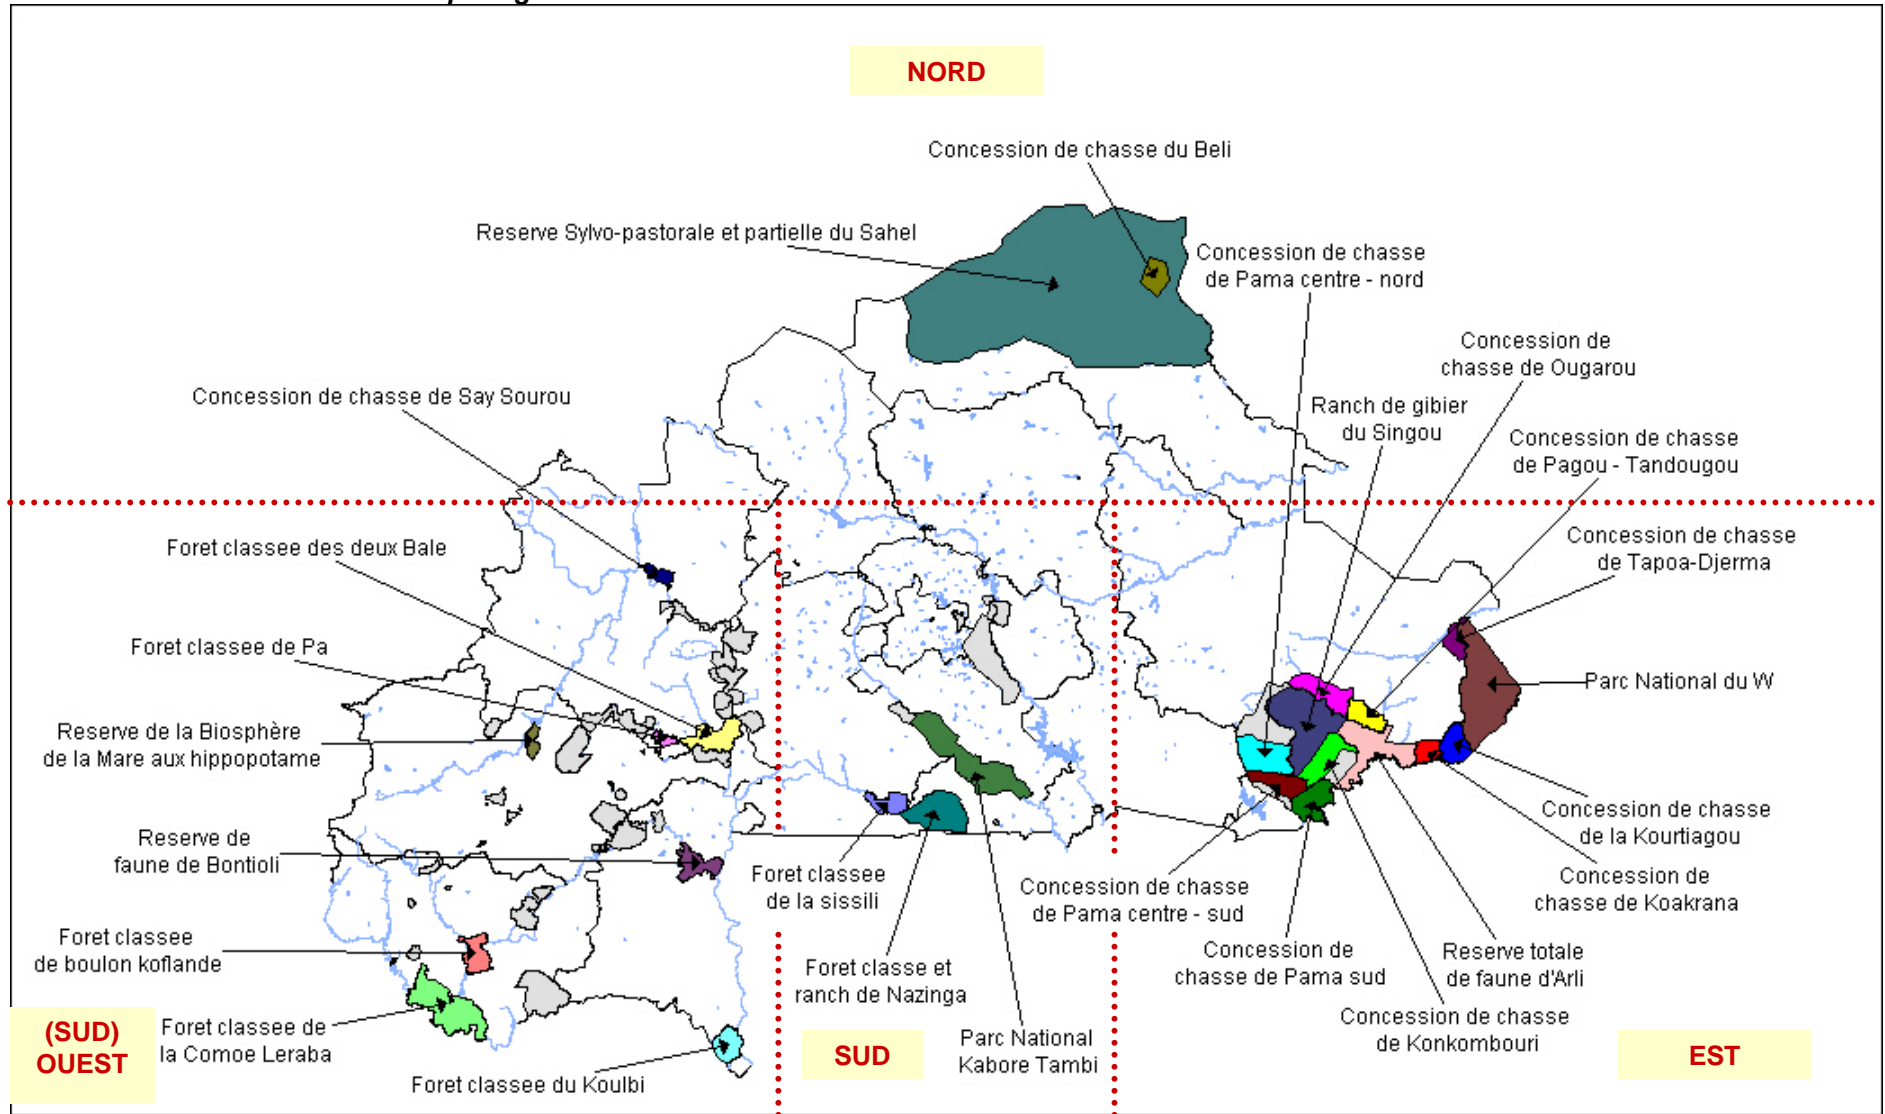 NORD
Concession de chasse du Beli
Reserve Sylvo-pastorale et partielle du Sahel
Concession de chasse
de Pama centre - nord
Concession de
chasse de Ougarou
Concession de chasse de Say Sourou
Ranch de gibier
du Singou
Concession de chasse
de Pagou - Tandougou
Foret classee des deux Bale
Concession de chasse
de Tapoa-Djerma
Foret classee de Pa
Parc National du W
Reserve de la Biosphère
de la Mare aux hippopotame
Concession de chasse
de la Kourtiagou
Reserve de
faune de Bontioli
Foret classee
de la sissili
Concession de chasse
de Pama centre - sud
Concession de
chasse de Koakrana
Foret classee
de boulon koflande
Foret classe et
ranch de Nazinga
Concession de
chasse de Pama sud
Reserve totale
de faune d'Arli
(SUD)
OUEST
Foret classee de
la Comoe Leraba
SUD
Parc National
Kabore Tambi
Concession de chasse
de Konkombouri
EST
Foret classee du Koulbi